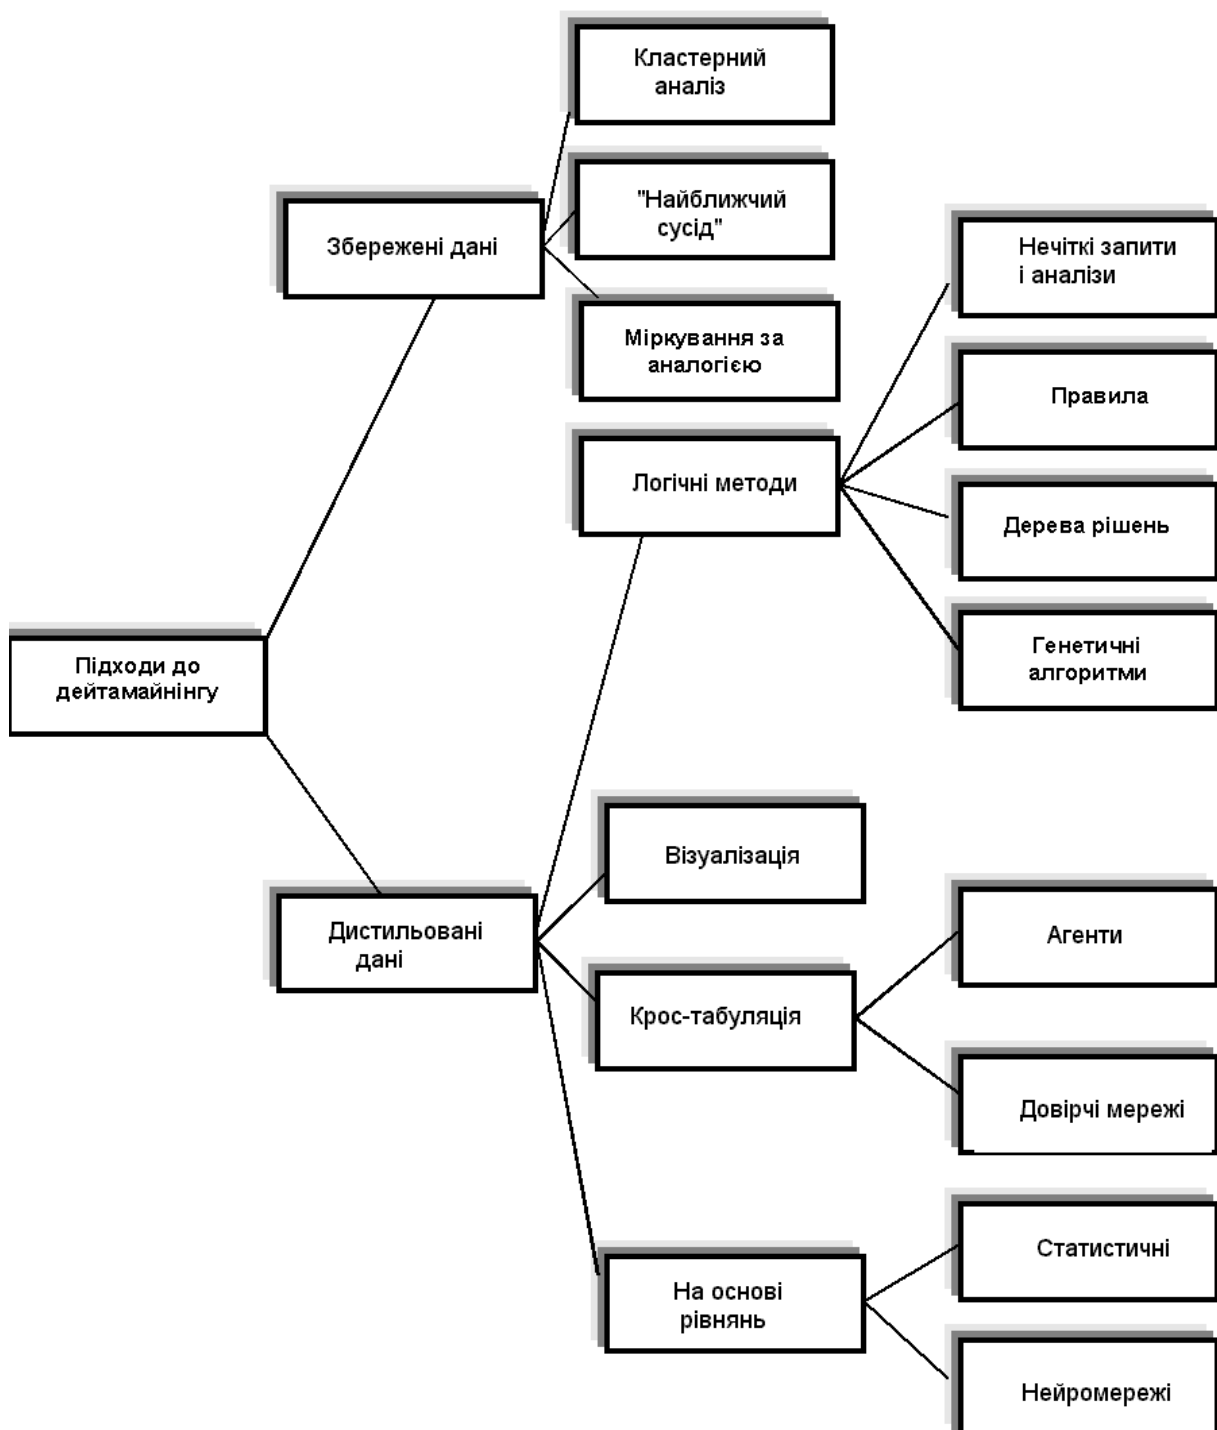 Кластерний
аналіз
"Найближчий
сусід"
Збережені дані
Нечіткі запити
і аналізи
Міркування за
аналогією
Правила
Логічні методи
Дерева рішень
Генетичні
алгоритми
Підходи до
дейтамайнінгу
Візуалізація
Дистильовані
дані
Агенти
Крос-табуляція
Довірчі мережі
Статистичні
На основі
рівнянь
Нейромережі